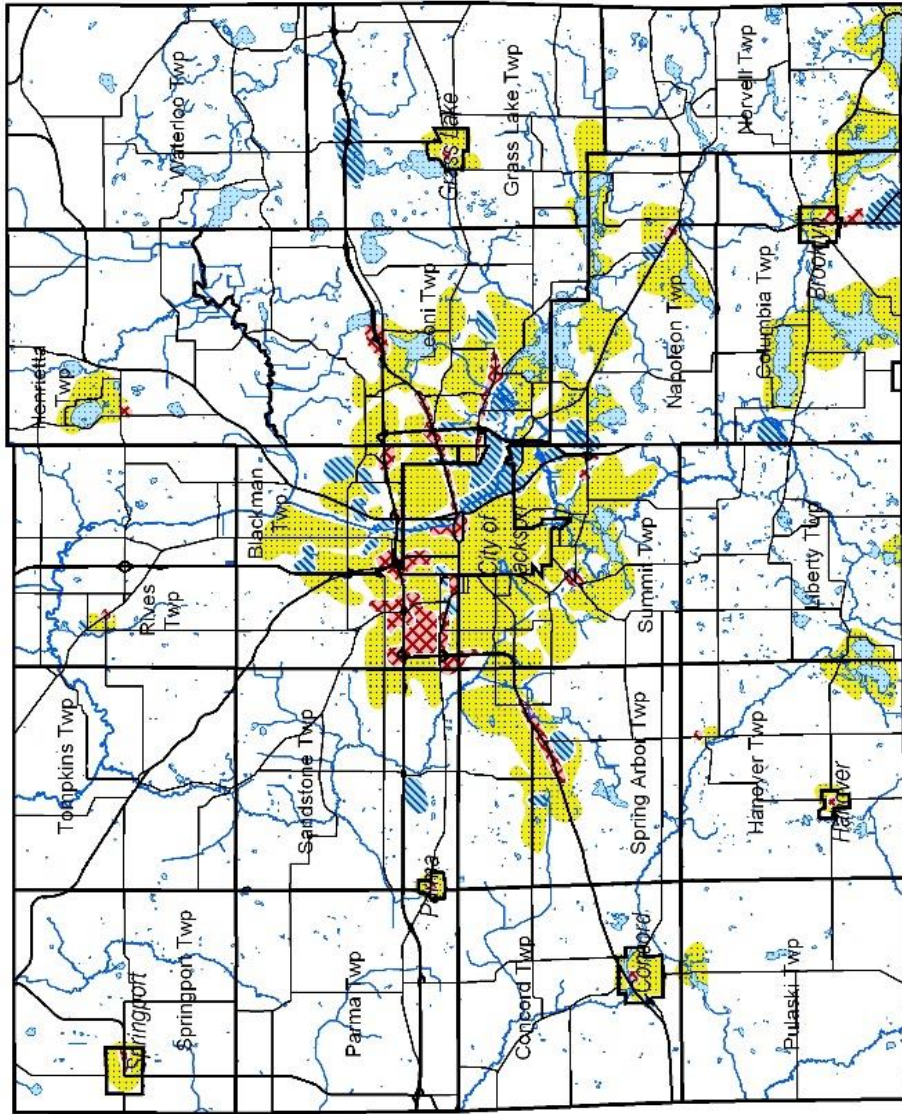 Henrietta
Twp
Tompkins Twp
Springport
Rives
Twp
Waterloo Twp
Springport Twp
Blackman
Twp
Sandstone Twp
Parma Twp
Leoni Twp
Parma
Grass Lake
City of
Jackson
Grass Lake Twp
Concord Twp
Summit Twp
Spring Arbor Twp
Concord
Napoleon Twp
Norvell Twp
Columbia Twp
Hanover Twp
Pulaski Twp
Liberty Twp
Brooklyn
Hanover